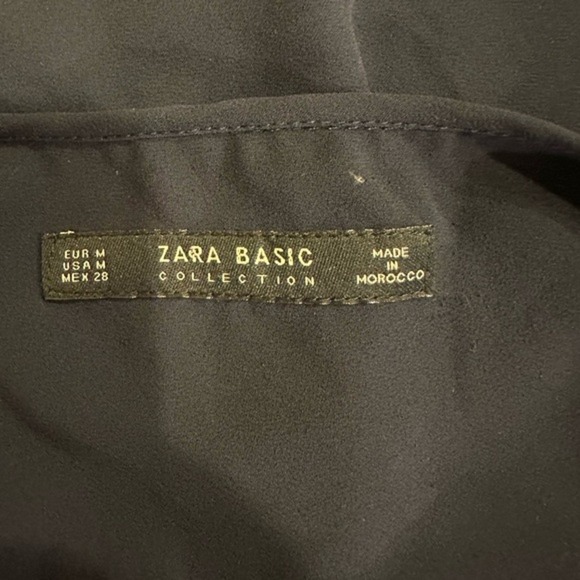 EUR M
USA M
MEX 28
ZARA BASIC
COLLECTION
MADE
IN
MOROCCO